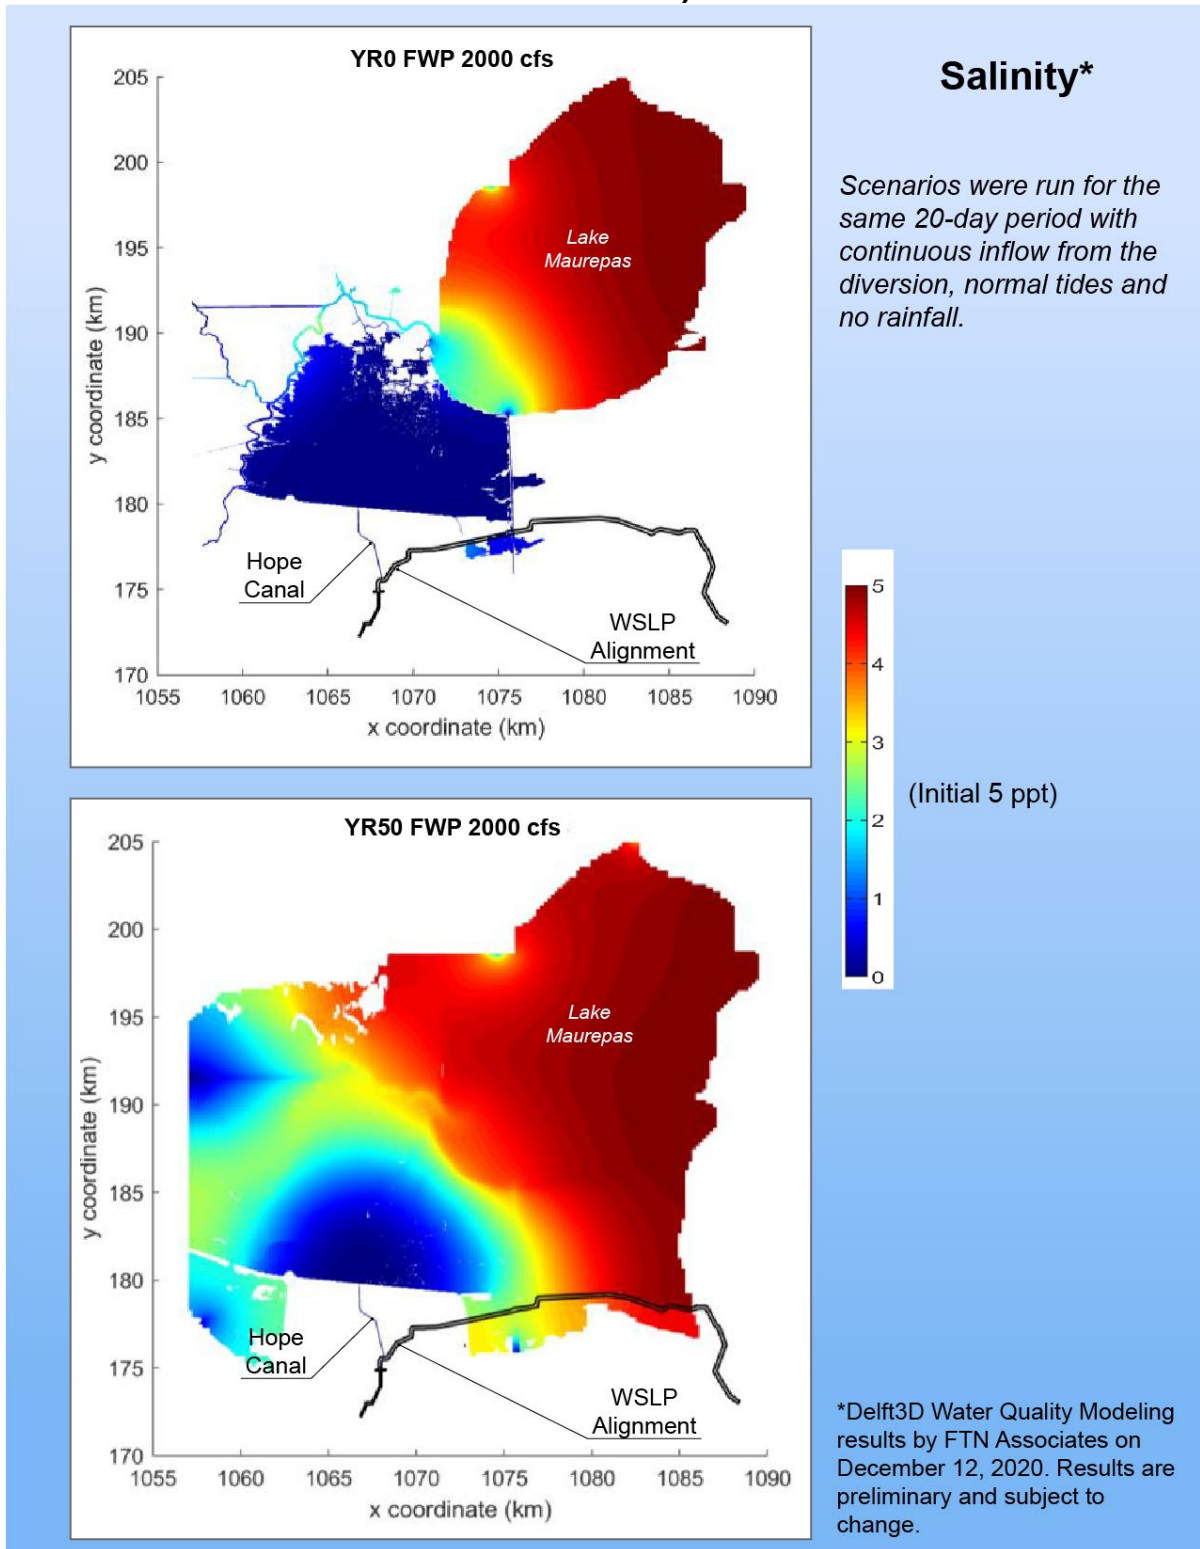 YR0 FWP 2000 cfs
205
200
195
190
185
180
175
170
y coordinate (km)
Lake
Maurepas
Hope
Canal
WSLP
Alignment
1055 1060 1065 1070 1075 1080 1085 1090
x coordinate (km)
Salinity*
Scenarios were run for the
same 20-day period with
continuous inflow from the
diversion, normal tides and
no rainfall.
5
4
3
2
1
0
(Initial 5 ppt)
YR50 FWP 2000 cfs
205
200
195
190
185
180
175
170
y coordinate (km)
Lake
Maurepas
Hope
Canal
WSLP
Alignment
1055 1060 1065 1070 1075 1080 1085 1090
x coordinate (km)
*Delft3D Water Quality Modeling
results by FTN Associates on
December 12, 2020. Results are
preliminary and subject to
change.